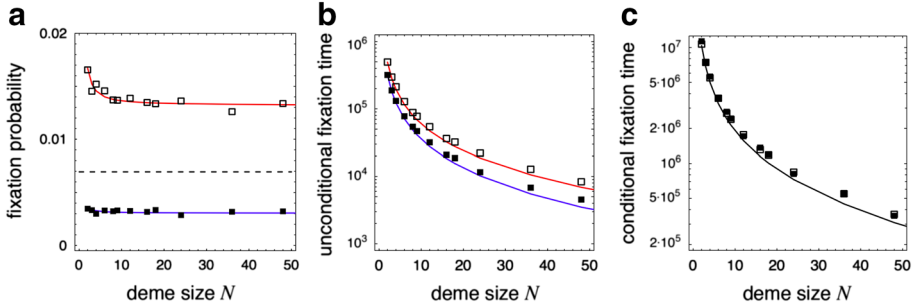 a
fixation probability
0.02
0.01
0
0 10 20 30 40 50
deme size N
b
unconditional fixation time
10⁶
10⁵
10⁴
10³
0 10 20 30 40 50
deme size N
c
conditional fixation time
10⁷
5·10⁶
2·10⁶
10⁶
5·10⁵
2·10⁵
0 10 20 30 40 50
deme size N